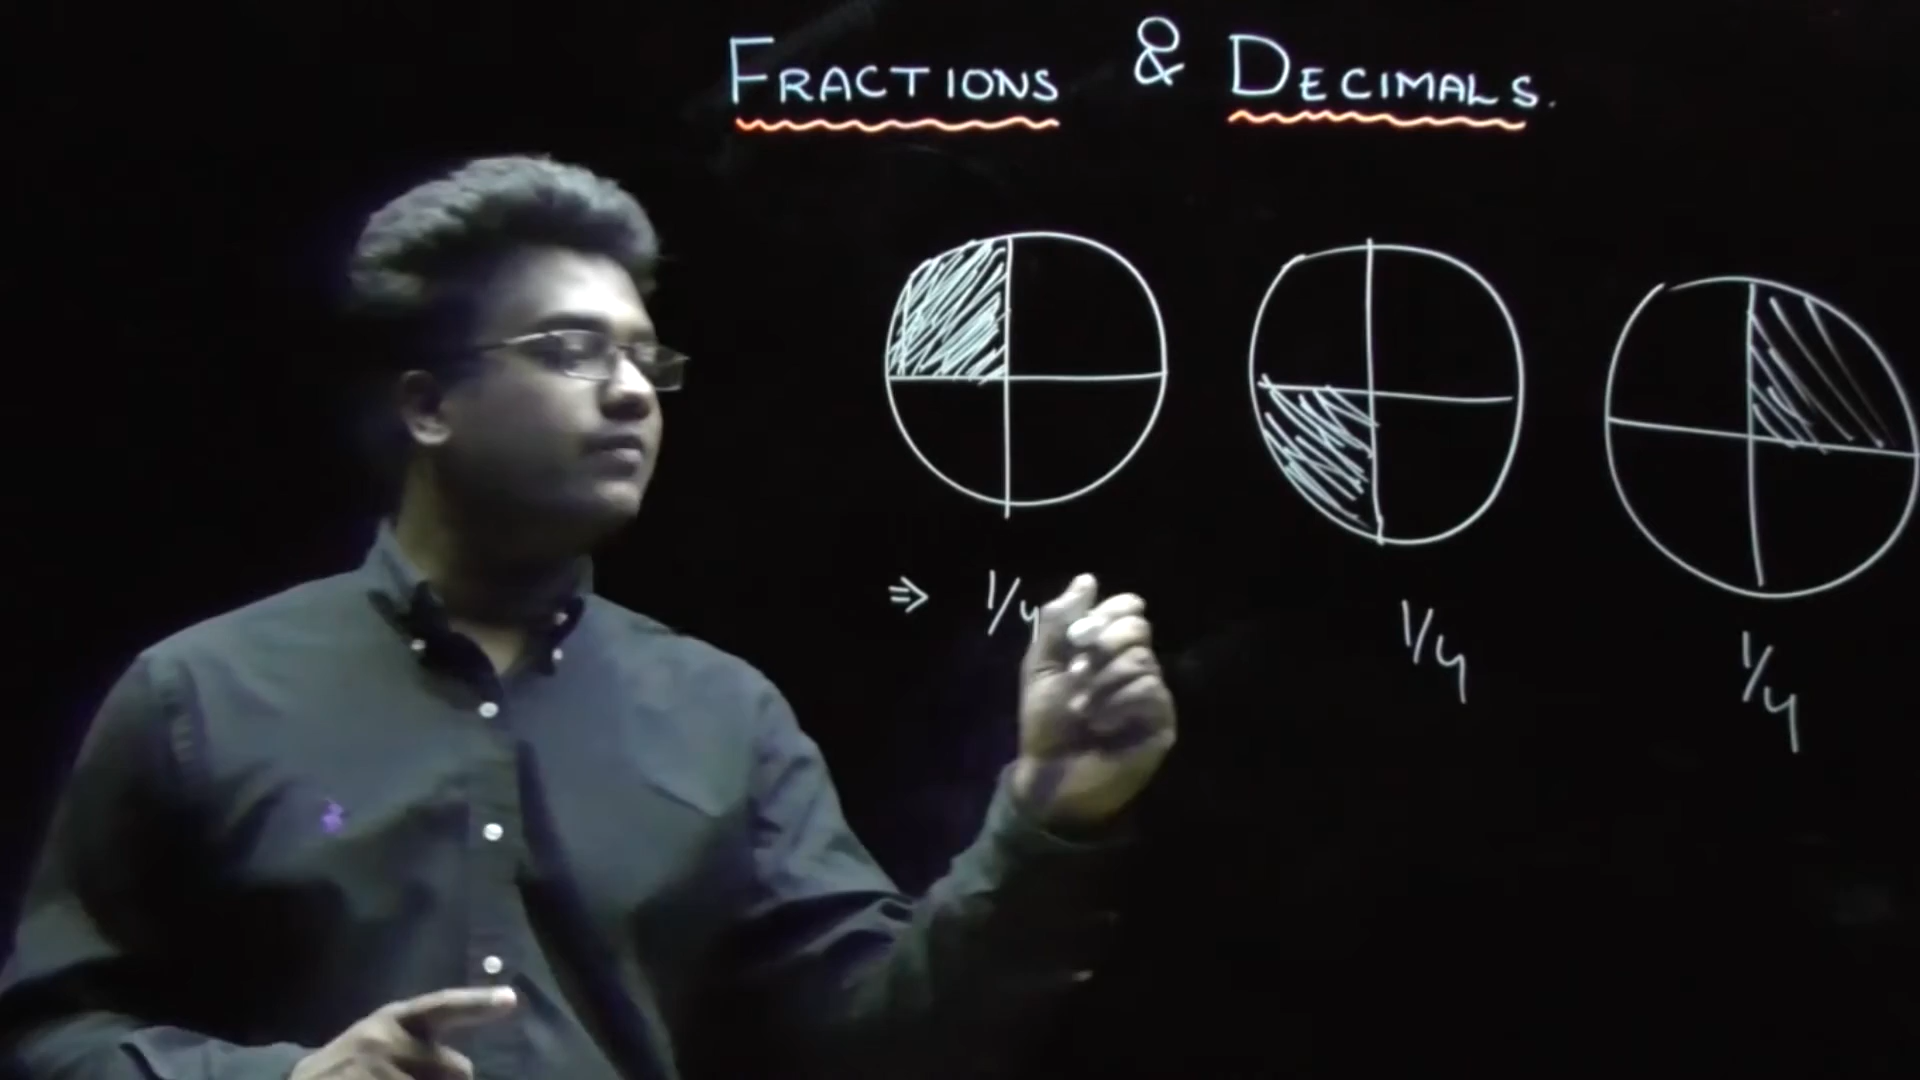 FRACTIONS & DECIMALS.
⇒ 1/4 1/4 1/4